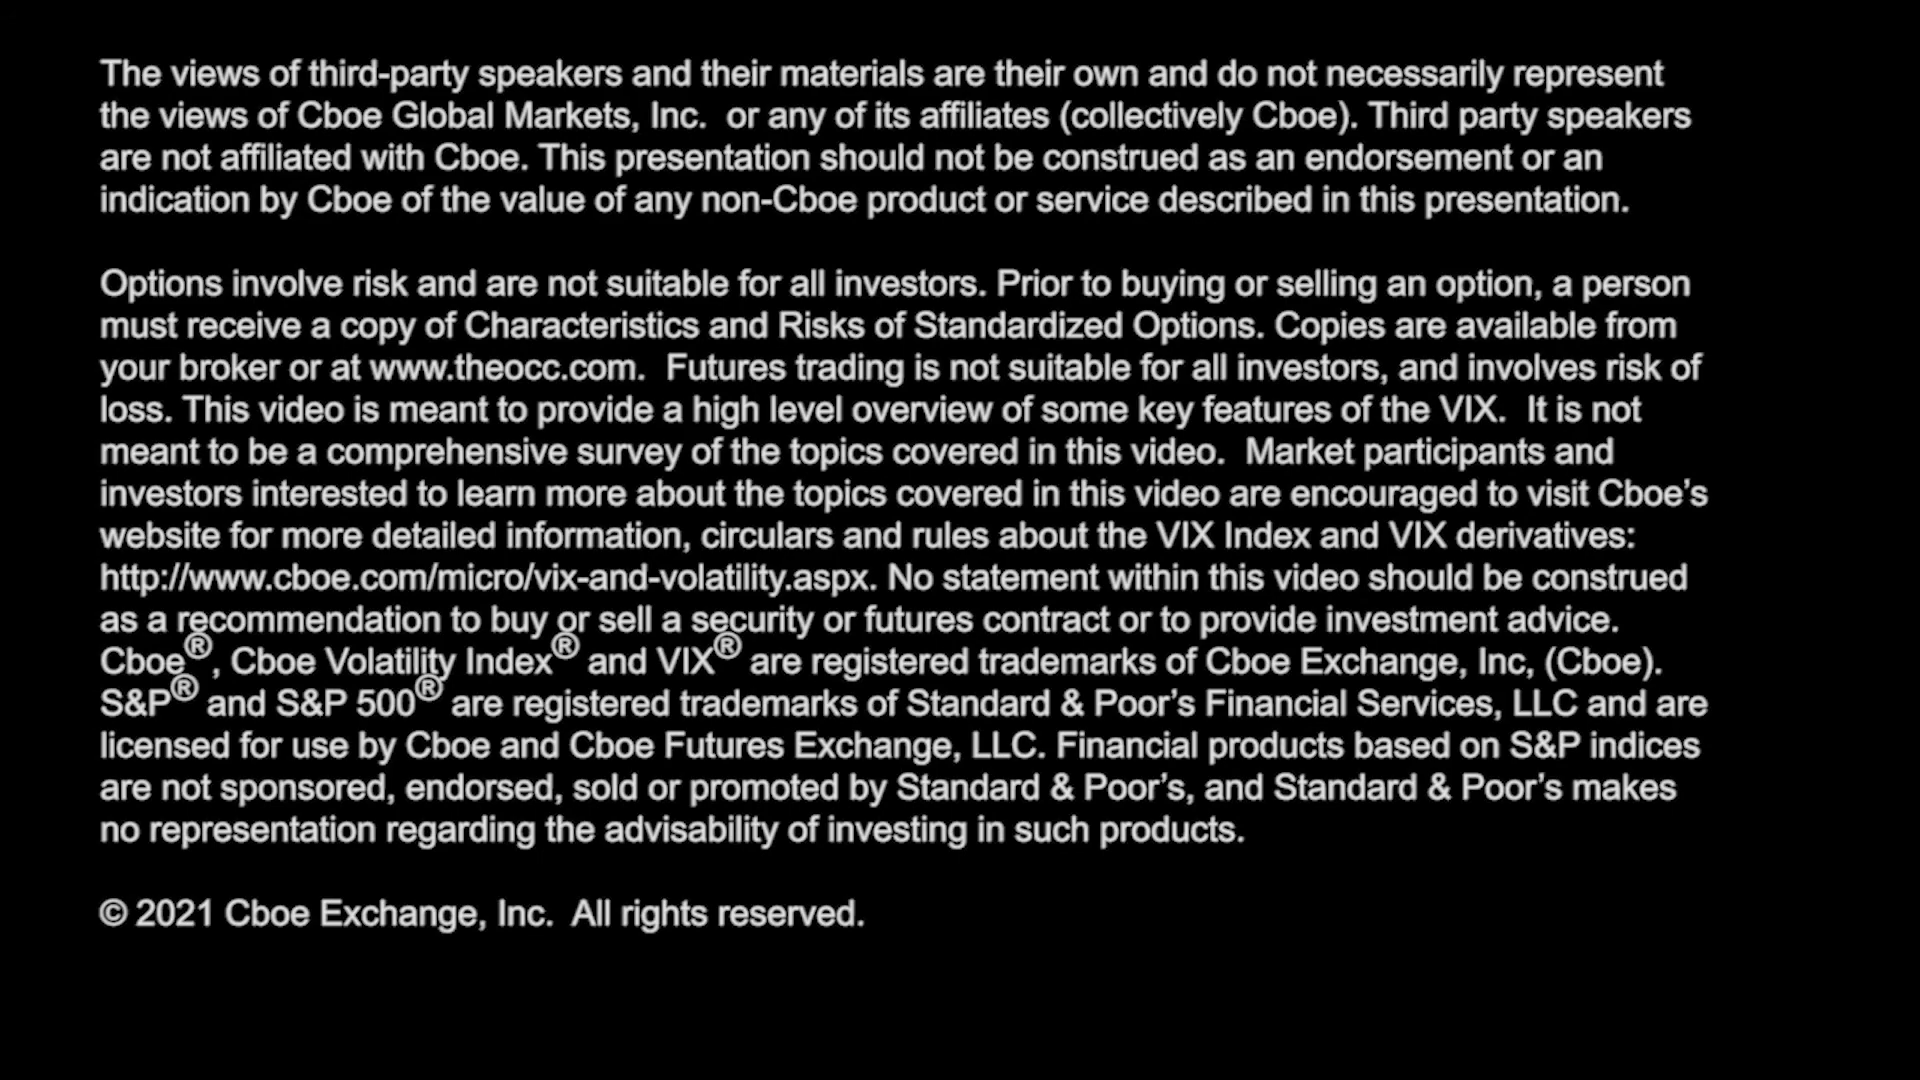 The views of third-party speakers and their materials are their own and do not necessarily represent
the views of Cboe Global Markets, Inc.  or any of its affiliates (collectively Cboe). Third party speakers
are not affiliated with Cboe. This presentation should not be construed as an endorsement or an
indication by Cboe of the value of any non-Cboe product or service described in this presentation.

Options involve risk and are not suitable for all investors. Prior to buying or selling an option, a person
must receive a copy of Characteristics and Risks of Standardized Options. Copies are available from
your broker or at www.theocc.com.  Futures trading is not suitable for all investors, and involves risk of
loss. This video is meant to provide a high level overview of some key features of the VIX.  It is not
meant to be a comprehensive survey of the topics covered in this video.  Market participants and
investors interested to learn more about the topics covered in this video are encouraged to visit Cboe’s
website for more detailed information, circulars and rules about the VIX Index and VIX derivatives:
http://www.cboe.com/micro/vix-and-volatility.aspx. No statement within this video should be construed
as a recommendation to buy or sell a security or futures contract or to provide investment advice.
Cboe®, Cboe Volatility Index® and VIX® are registered trademarks of Cboe Exchange, Inc, (Cboe).
S&P® and S&P 500® are registered trademarks of Standard & Poor’s Financial Services, LLC and are
licensed for use by Cboe and Cboe Futures Exchange, LLC. Financial products based on S&P indices
are not sponsored, endorsed, sold or promoted by Standard & Poor’s, and Standard & Poor’s makes
no representation regarding the advisability of investing in such products.

© 2021 Cboe Exchange, Inc.  All rights reserved.